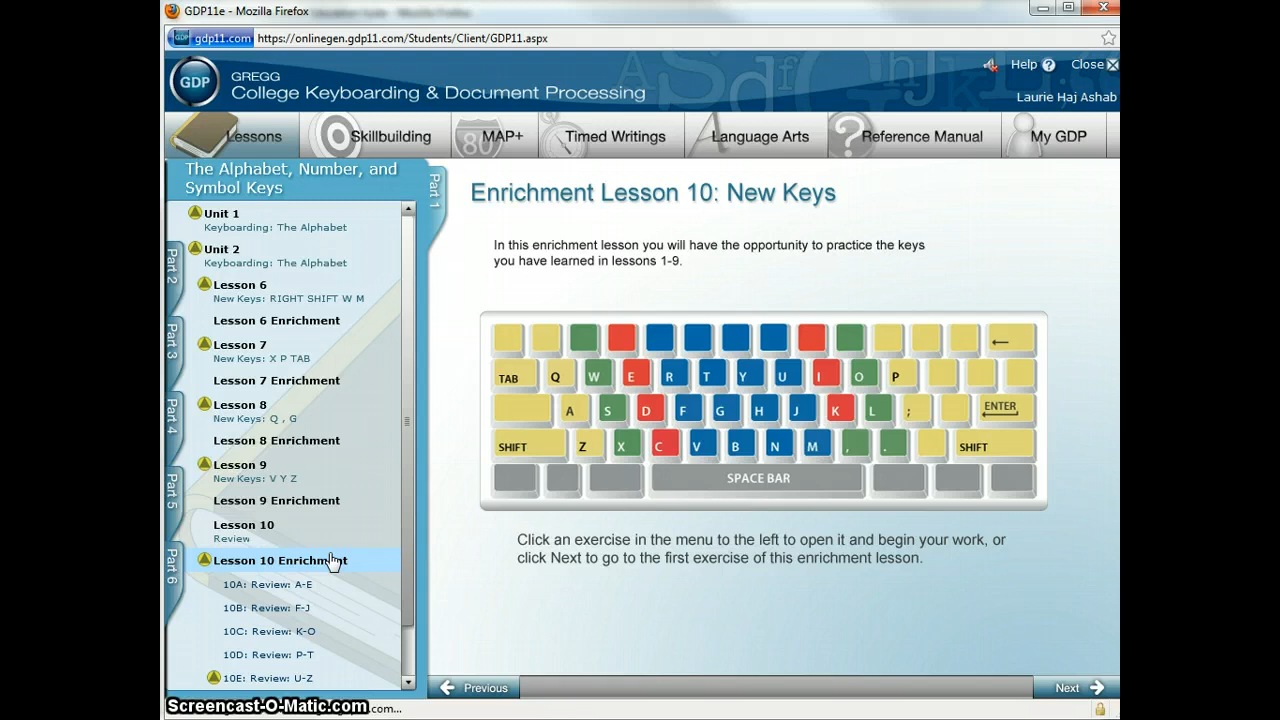 GDP11e - Mozilla Firefox
gdp11.com https://onlinegen.gdp11.com/Students/Client/GDP11.aspx
GDP
GREGG
College Keyboarding & Document Processing
Help ? Close X
Laurie Haj Ashab
Lessons Skillbuilding MAP+ Timed Writings Language Arts Reference Manual My GDP
The Alphabet, Number, and
Symbol Keys
Part 1
Part 2
Part 3
Part 4
Part 5
Part 6
Unit 1
Keyboarding: The Alphabet
Unit 2
Keyboarding: The Alphabet
Lesson 6
New Keys: RIGHT SHIFT W M
Lesson 6 Enrichment
Lesson 7
New Keys: X P TAB
Lesson 7 Enrichment
Lesson 8
New Keys: Q , G
Lesson 8 Enrichment
Lesson 9
New Keys: V Y Z
Lesson 9 Enrichment
Lesson 10
Review
Lesson 10 Enrichment
10A: Review: A-E
10B: Review: F-J
10C: Review: K-O
10D: Review: P-T
10E: Review: U-Z
Enrichment Lesson 10: New Keys
In this enrichment lesson you will have the opportunity to practice the keys
you have learned in lessons 1-9.
TAB Q W E R T Y U I O P
A S D F G H J K L ; ENTER
SHIFT Z X C V B N M , . SHIFT
SPACE BAR
Click an exercise in the menu to the left to open it and begin your work, or
click Next to go to the first exercise of this enrichment lesson.
Previous Next
Screencast-O-Matic.com .com...